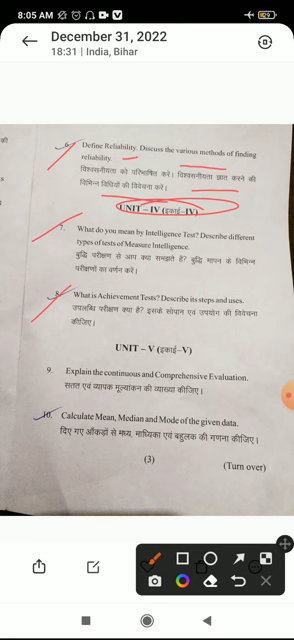 8:05 AM
29
December 31, 2022
18:31 | India, Bihar
की
6. Define Reliability. Discuss the various methods of finding
reliability.
विश्वसनीयता को परिभाषित करें। विश्वसनीयता ज्ञात करने की
विभिन्न विधियों की विवेचना करें।
UNIT – IV (इकाई-IV)
7. What do you mean by Intelligence Test? Describe different
types of tests of Measure Intelligence.
बुद्धि परीक्षण से आप क्या समझते हैं? बुद्धि मापन के विभिन्न
परीक्षणों का वर्णन करें।
8. What is Achievement Tests? Describe its steps and uses.
उपलब्धि परीक्षण क्या है? इसके सोपान एवं उपयोग की विवेचना
कीजिए।
UNIT – V (इकाई-V)
9. Explain the continuous and Comprehensive Evaluation.
सतत एवं व्यापक मूल्यांकन की व्याख्या कीजिए।
10. Calculate Mean, Median and Mode of the given data.
दिए गए आँकड़ों से मध्य, माध्यिका एवं बहुलक की गणना कीजिए।
(3)
(Turn over)